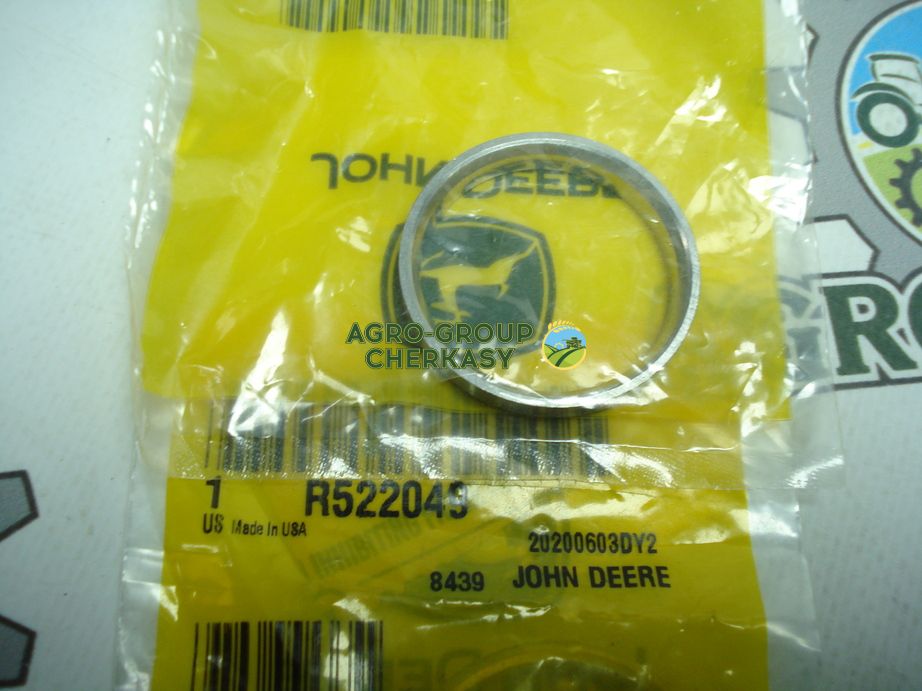 JOHN DEERE
AGRO-GROUP
CHERKASY
1 R522049
US Made In USA
20200603DY2
8439 JOHN DEERE